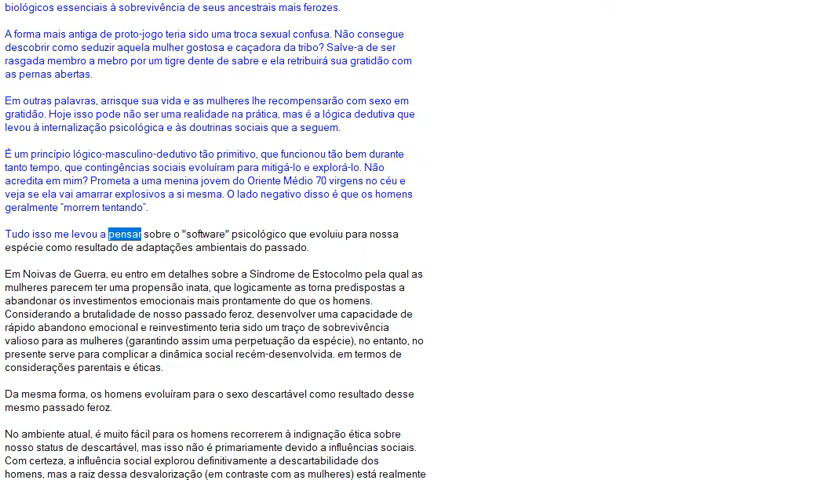 biológicos essenciais à sobrevivência de seus ancestrais mais ferozes.
A forma mais antiga de proto-jogo teria sido uma troca sexual confusa. Não consegue
descobrir como seduzir aquela mulher gostosa e caçadora da tribo? Salve-a de ser
rasgada membro a mebro por um tigre dente de sabre e ela retribuirá sua gratidão com
as pernas abertas.
Em outras palavras, arrisque sua vida e as mulheres lhe recompensarão com sexo em
gratidão. Hoje isso pode não ser uma realidade na prática, mas é a lógica dedutiva que
levou à internalização psicológica e às doutrinas sociais que a seguem.
É um princípio lógico-masculino-dedutivo tão primitivo, que funcionou tão bem durante
tanto tempo, que contingências sociais evoluíram para mitigá-lo e explorá-lo. Não
acredita em mim? Prometa a uma menina jovem do Oriente Médio 70 virgens no céu e
veja se ela vai amarrar explosivos a si mesma. O lado negativo disso é que os homens
geralmente "morrem tentando".
Tudo isso me levou a pensar sobre o "software" psicológico que evoluiu para nossa
espécie como resultado de adaptações ambientais do passado.
Em Noivas de Guerra, eu entro em detalhes sobre a Síndrome de Estocolmo pela qual as
mulheres parecem ter uma propensão inata, que logicamente as torna predispostas a
abandonar os investimentos emocionais mais prontamente do que os homens.
Considerando a brutalidade de nosso passado feroz, desenvolver uma capacidade de
rápido abandono emocional e reinvestimento teria sido um traço de sobrevivência
valioso para as mulheres (garantindo assim uma perpetuação da espécie), no entanto, no
presente serve para complicar a dinâmica social recém-desenvolvida. em termos de
considerações parentais e éticas.
Da mesma forma, os homens evoluíram para o sexo descartável como resultado desse
mesmo passado feroz.
No ambiente atual, é muito fácil para os homens recorrerem à indignação ética sobre
nosso status de descartável, mas isso não é primariamente devido a influências sociais.
Com certeza, a influência social explorou definitivamente a descartabilidade dos
homens, mas a raiz dessa desvalorização (em contraste com as mulheres) está realmente